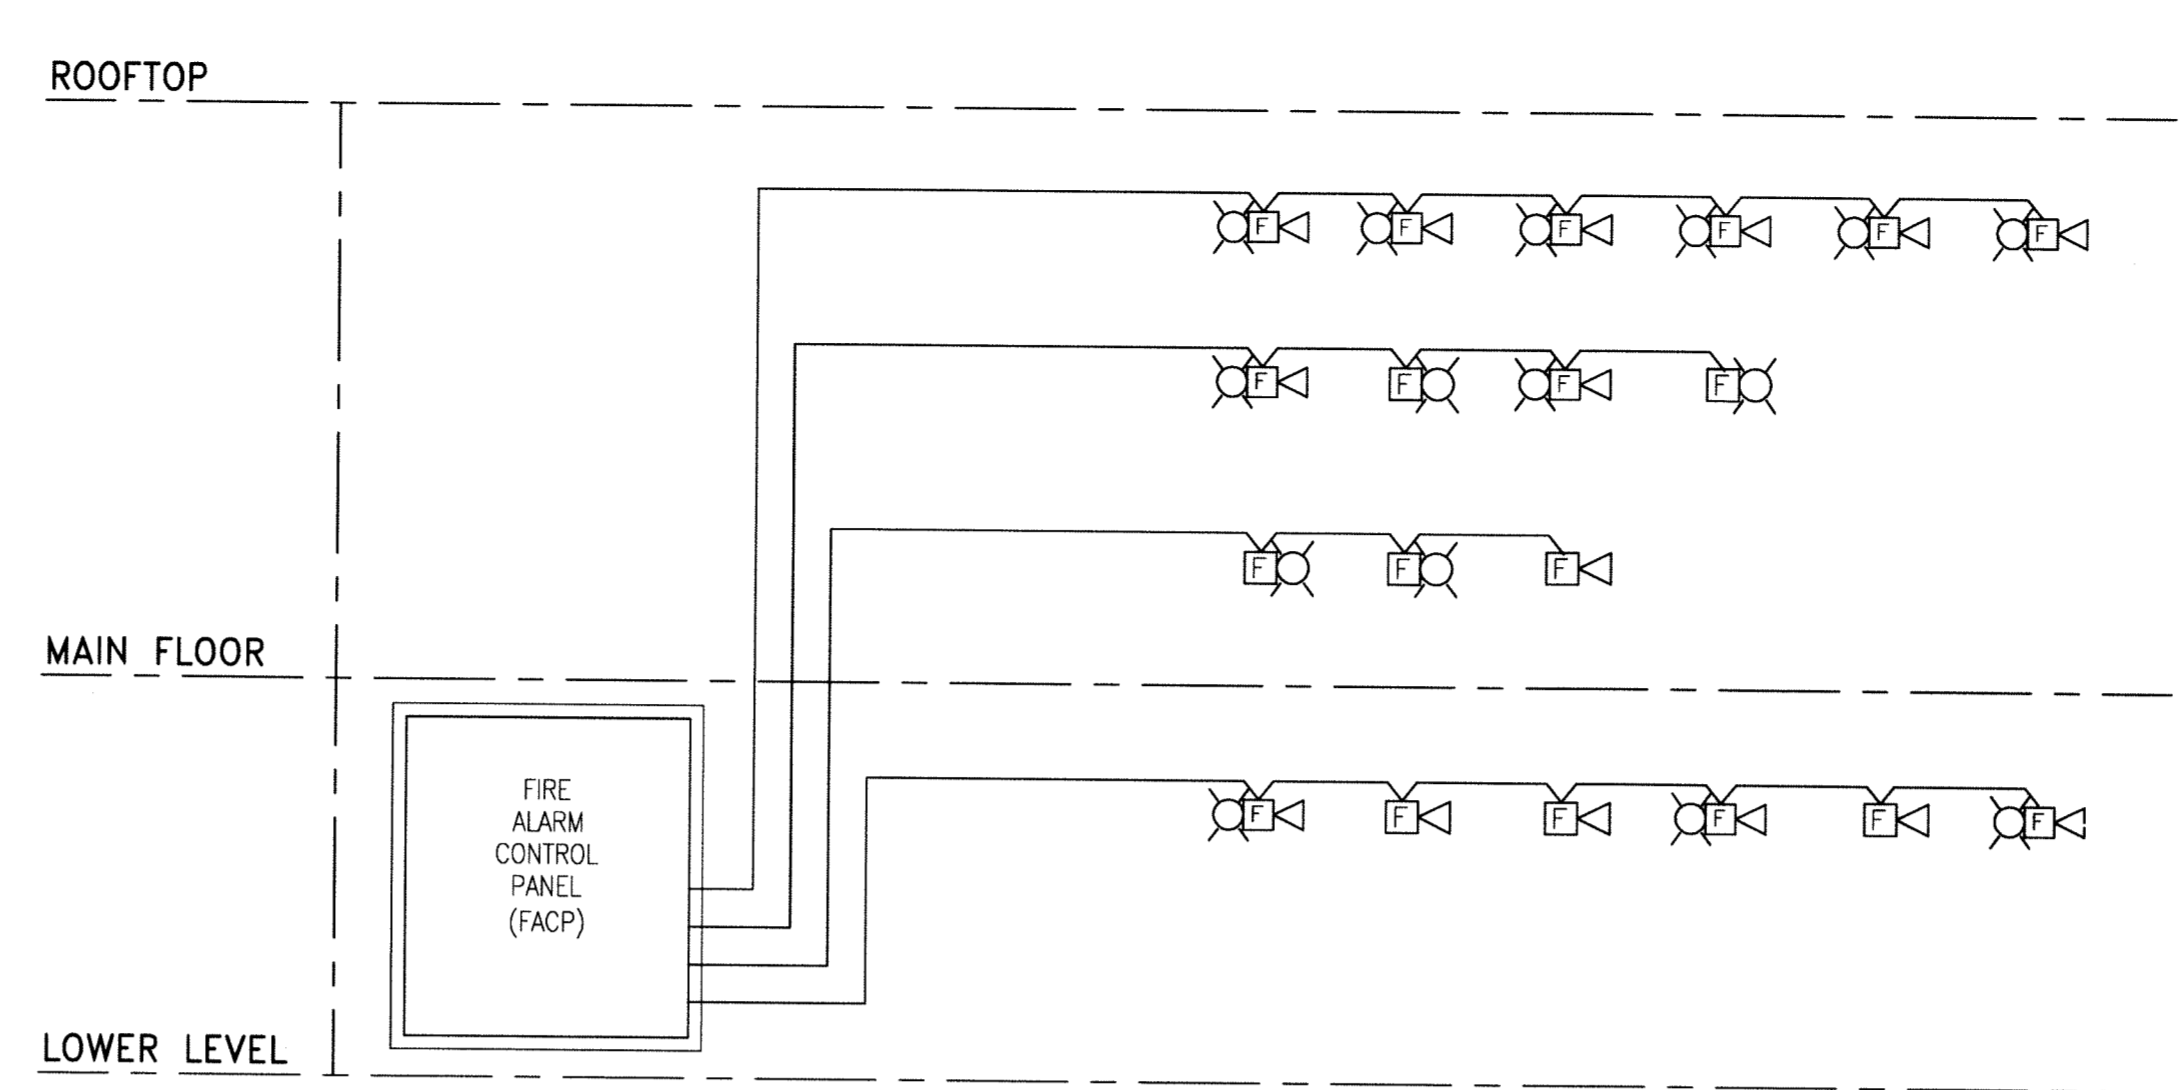 ROOFTOP
F F F F F F
F F F F
F F F
MAIN FLOOR
FIRE
ALARM
CONTROL
PANEL
(FACP)
F F F F F F
LOWER LEVEL